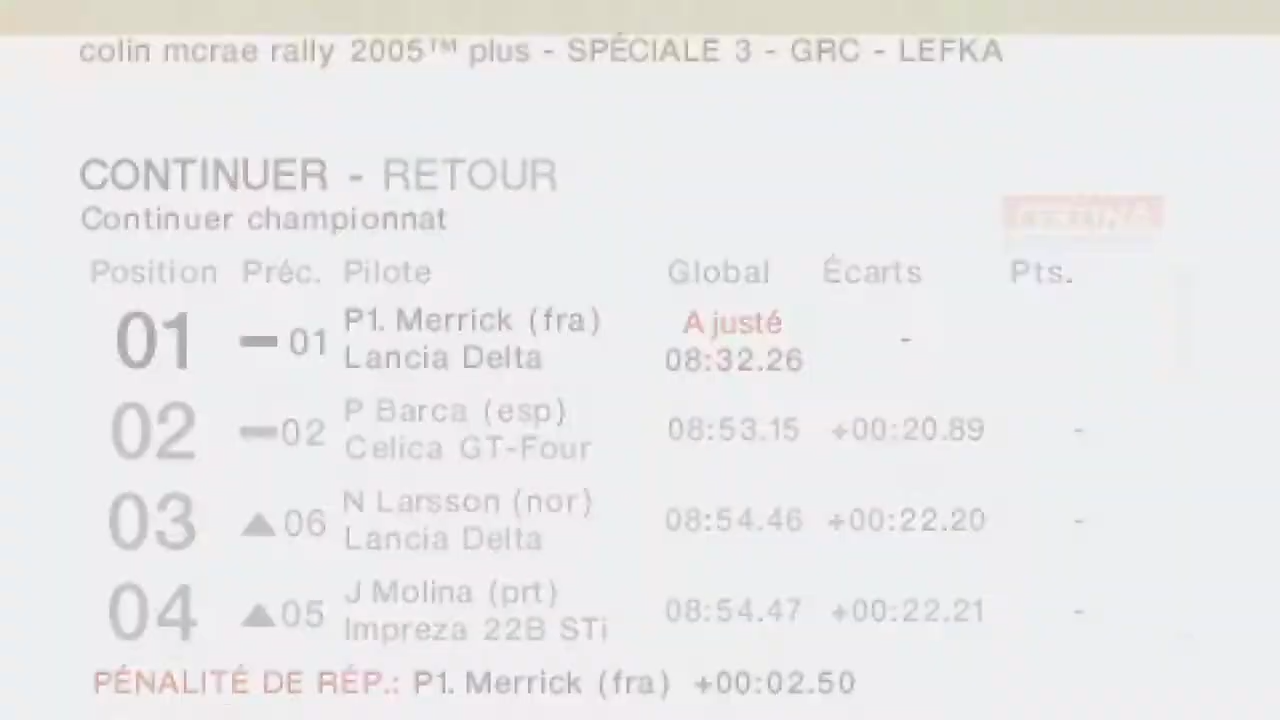 colin mcrae rally 2005™ plus - SPÉCIALE 3 - GRC - LEFKA
CONTINUER - RETOUR
Continuer championnat
Position Préc. Pilote Global Écarts Pts.
01 01 P1. Merrick (fra) Lancia Delta Ajusté 08:32.26 -
02 02 P Barca (esp) Celica GT-Four 08:53.15 +00:20.89 -
03 06 N Larsson (nor) Lancia Delta 08:54.46 +00:22.20 -
04 05 J Molina (prt) Impreza 22B STi 08:54.47 +00:22.21 -
PÉNALITÉ DE RÉP.: P1. Merrick (fra) +00:02.50